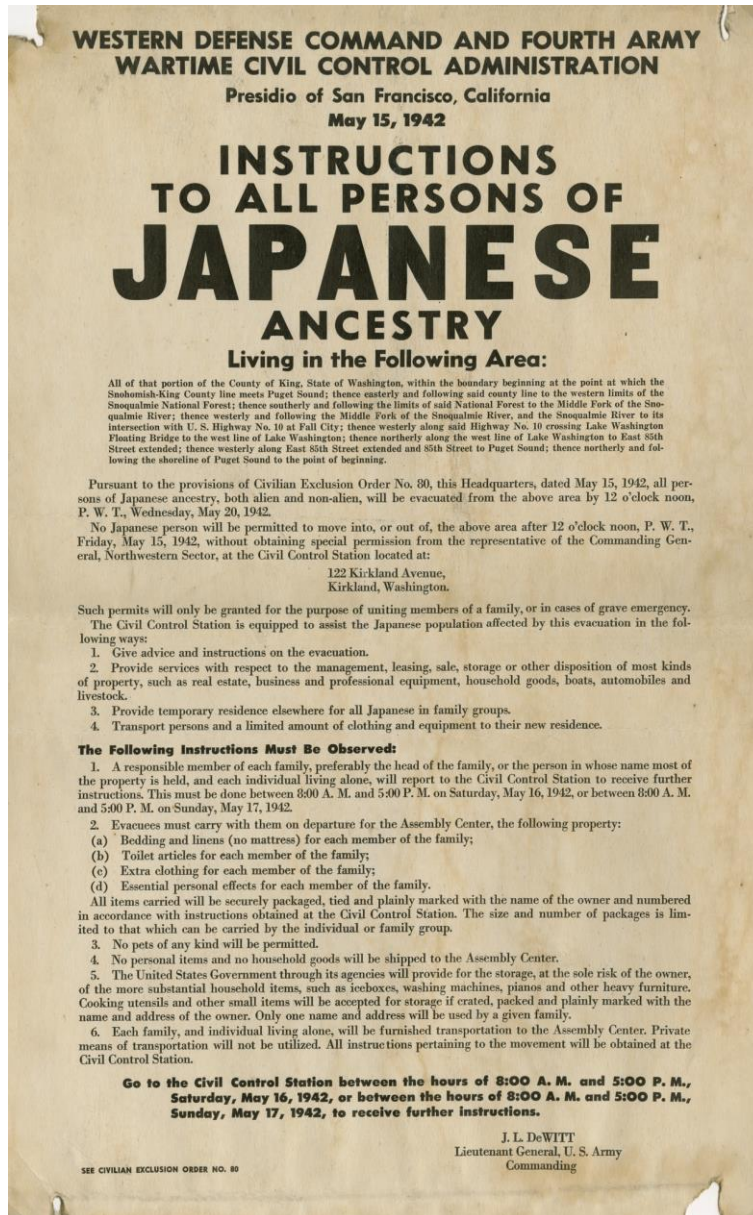 WESTERN DEFENSE COMMAND AND FOURTH ARMY
WARTIME CIVIL CONTROL ADMINISTRATION
Presidio of San Francisco, California
May 15, 1942
INSTRUCTIONS
TO ALL PERSONS OF
JAPANESE
ANCESTRY
Living in the Following Area:
All of that portion of the County of King, State of Washington, within the boundary beginning at the point at which the
Snohomish-King County line meets Puget Sound; thence easterly and following said county line to the western limits of the
Snoqualmie National Forest; thence southerly and following the limits of said National Forest to the Middle Fork of the Sno-
qualmie River; thence westerly and following the Middle Fork of the Snoqualmie River, and the Snoqualmie River to its
intersection with U. S. Highway No. 10 at Fall City; thence westerly along said Highway No. 10 crossing Lake Washington
Floating Bridge to the west line of Lake Washington; thence northerly along the west line of Lake Washington to East 85th
Street extended; thence westerly along East 85th Street extended and 85th Street to Puget Sound; thence northerly and fol-
lowing the shoreline of Puget Sound to the point of beginning.
Pursuant to the provisions of Civilian Exclusion Order No. 80, this Headquarters, dated May 15, 1942, all per-
sons of Japanese ancestry, both alien and non-alien, will be evacuated from the above area by 12 o'clock noon,
P. W. T., Wednesday, May 20, 1942.
No Japanese person will be permitted to move into, or out of, the above area after 12 o'clock noon, P. W. T.,
Friday, May 15, 1942, without obtaining special permission from the representative of the Commanding Gen-
eral, Northwestern Sector, at the Civil Control Station located at:
122 Kirkland Avenue,
Kirkland, Washington.
Such permits will only be granted for the purpose of uniting members of a family, or in cases of grave emergency.
The Civil Control Station is equipped to assist the Japanese population affected by this evacuation in the fol-
lowing ways:
1. Give advice and instructions on the evacuation.
2. Provide services with respect to the management, leasing, sale, storage or other disposition of most kinds
of property, such as real estate, business and professional equipment, household goods, boats, automobiles and
livestock.
3. Provide temporary residence elsewhere for all Japanese in family groups.
4. Transport persons and a limited amount of clothing and equipment to their new residence.
The Following Instructions Must Be Observed:
1. A responsible member of each family, preferably the head of the family, or the person in whose name most of
the property is held, and each individual living alone, will report to the Civil Control Station to receive further
instructions. This must be done between 8:00 A. M. and 5:00 P. M. on Saturday, May 16, 1942, or between 8:00 A. M.
and 5:00 P. M. on Sunday, May 17, 1942.
2. Evacuees must carry with them on departure for the Assembly Center, the following property:
(a) Bedding and linens (no mattress) for each member of the family;
(b) Toilet articles for each member of the family;
(c) Extra clothing for each member of the family;
(d) Essential personal effects for each member of the family.
All items carried will be securely packaged, tied and plainly marked with the name of the owner and numbered
in accordance with instructions obtained at the Civil Control Station. The size and number of packages is lim-
ited to that which can be carried by the individual or family group.
3. No pets of any kind will be permitted.
4. No personal items and no household goods will be shipped to the Assembly Center.
5. The United States Government through its agencies will provide for the storage, at the sole risk of the owner,
of the more substantial household items, such as iceboxes, washing machines, pianos and other heavy furniture.
Cooking utensils and other small items will be accepted for storage if crated, packed and plainly marked with the
name and address of the owner. Only one name and address will be used by a given family.
6. Each family, and individual living alone, will be furnished transportation to the Assembly Center. Private
means of transportation will not be utilized. All instructions pertaining to the movement will be obtained at the
Civil Control Station.
Go to the Civil Control Station between the hours of 8:00 A. M. and 5:00 P. M.,
Saturday, May 16, 1942, or between the hours of 8:00 A. M. and 5:00 P. M.,
Sunday, May 17, 1942, to receive further instructions.
J. L. DeWITT
Lieutenant General, U. S. Army
Commanding
SEE CIVILIAN EXCLUSION ORDER NO. 80